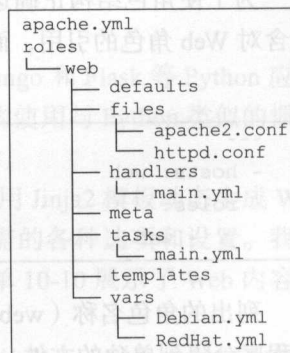 apache.yml
roles
└── web
    ├── defaults
    ├── files
    │   ├── apache2.conf
    │   └── httpd.conf
    ├── handlers
    │   └── main.yml
    ├── meta
    ├── tasks
    │   └── main.yml
    ├── templates
    └── vars
        ├── Debian.yml
        └── RedHat.yml